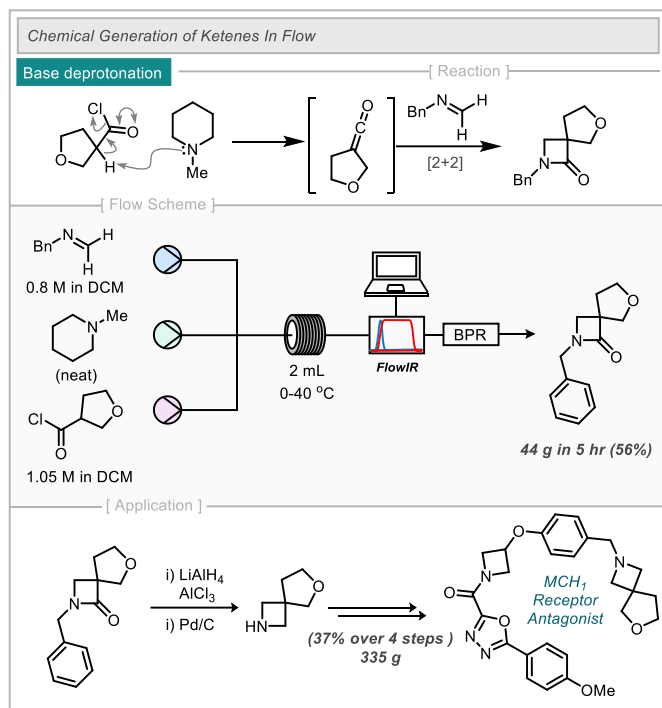 Chemical Generation of Ketenes In Flow
Base deprotonation
[ Reaction ]
Cl
O
O
H
N
Me
O
O
Bn
N
H
H
[2+2]
O
N
Bn
O
[ Flow Scheme ]
Bn
N
H
H
0.8 M in DCM
Me
N
(neat)
Cl
O
O
1.05 M in DCM
2 mL
0-40 °C
FlowIR
BPR
O
N
O
44 g in 5 hr (56%)
[ Application ]
O
N
O
i) LiAlH4
AlCl3
i) Pd/C
O
HN
(37% over 4 steps )
335 g
O
N
O
O
N
N
OMe
N
O
MCH1
Receptor
Antagonist